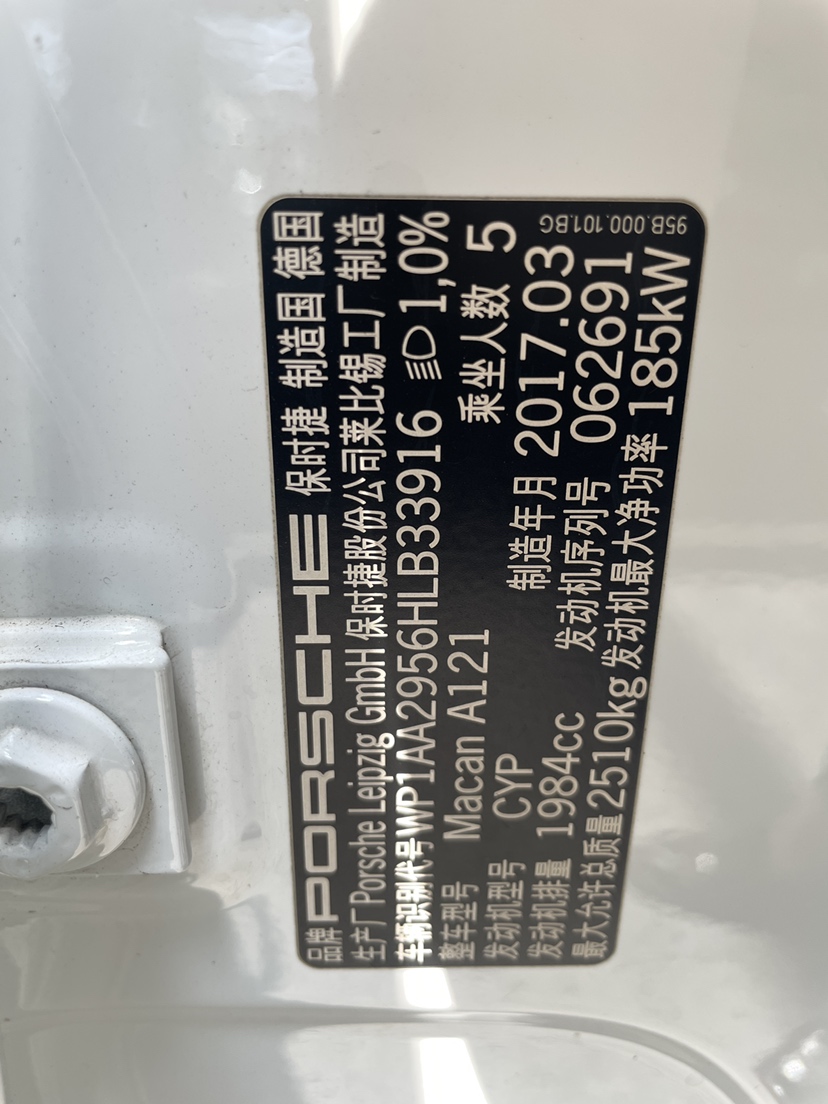 品牌 PORSCHE 保时捷 制造国 德国
生产厂 Porsche Leipzig GmbH 保时捷股份公司莱比锡工厂制造
车辆识别代号 WP1AA2956HLB33916 1,0%
整车型号 Macan A121 乘坐人数 5
发动机型号 CYP 制造年月 2017.03
发动机排量 1984cc 发动机序列号 062691
最大允许总质量 2510kg 发动机最大净功率 185kW
95B.000.101.BG